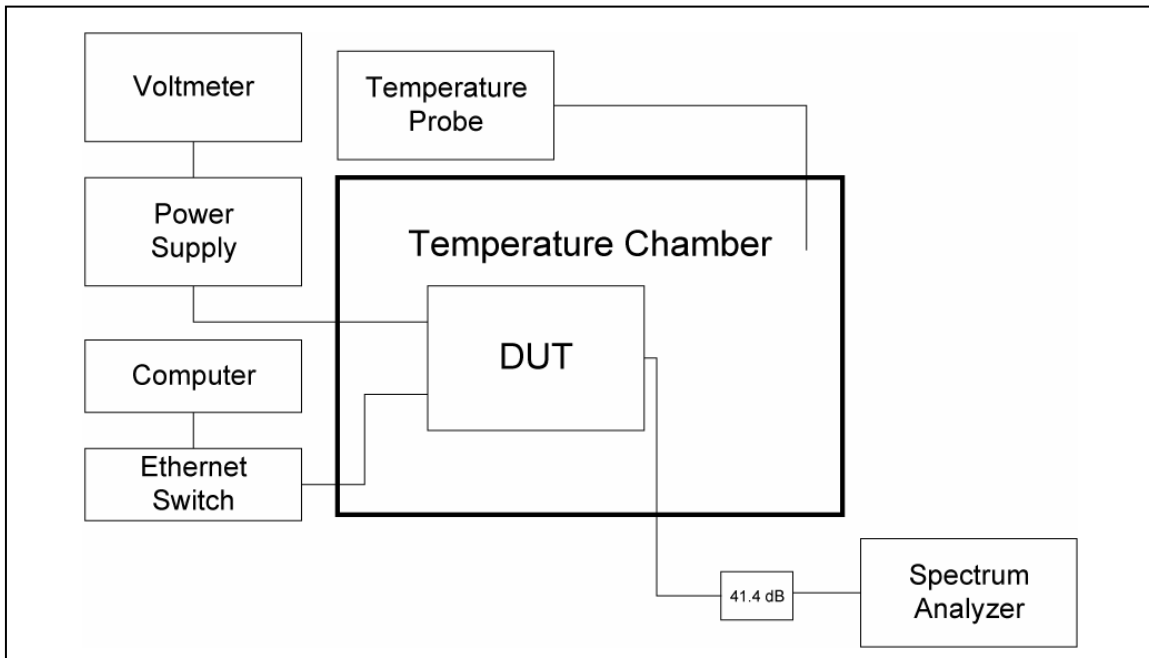 Voltmeter
Temperature
Probe
Power
Supply
Temperature Chamber
DUT
Computer
Ethernet
Switch
41.4 dB
Spectrum
Analyzer